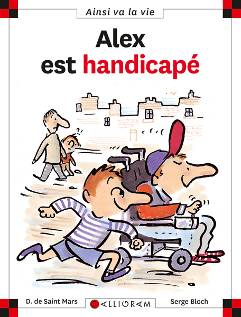 Ainsi va la vie
Alex
est handicapé
D. de Saint Mars
CALLIGRAM
Serge Bloch